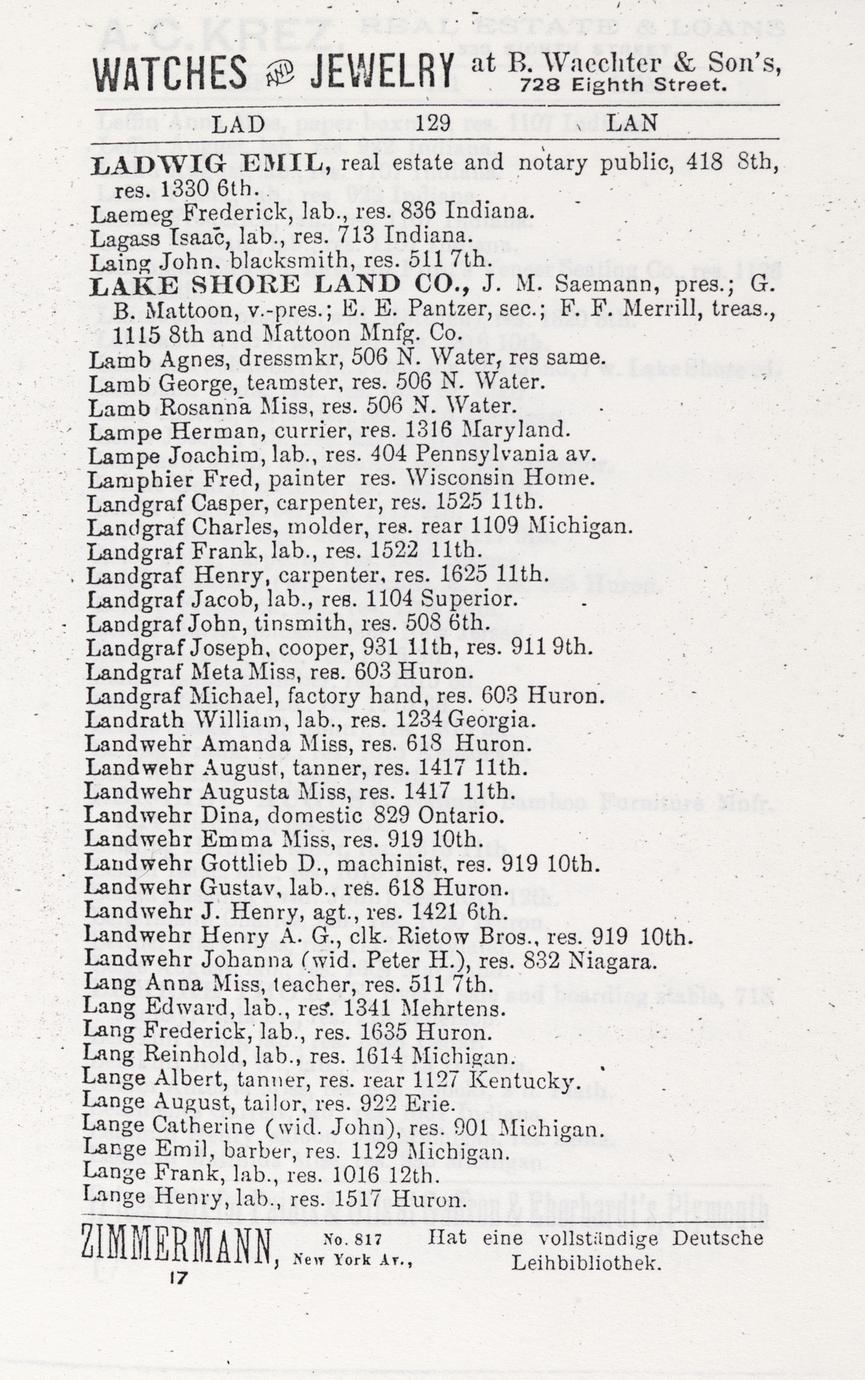 WATCHES AND JEWELRY at B. Waechter & Son's,
728 Eighth Street.
LAD 129 LAN
LADWIG EMIL, real estate and notary public, 418 8th,
res. 1330 6th.
Laemeg Frederick, lab., res. 836 Indiana.
Lagass Isaac, lab., res. 713 Indiana.
Laing John, blacksmith, res. 511 7th.
LAKE SHORE LAND CO., J. M. Saemann, pres.; G.
B. Mattoon, v.-pres.; E. E. Pantzer, sec.; F. F. Merrill, treas.,
1115 8th and Mattoon Mnfg. Co.
Lamb Agnes, dressmkr, 506 N. Water, res same.
Lamb George, teamster, res. 506 N. Water.
Lamb Rosanna Miss, res. 506 N. Water.
Lampe Herman, currier, res. 1316 Maryland.
Lampe Joachim, lab., res. 404 Pennsylvania av.
Lamphier Fred, painter res. Wisconsin Home.
Landgraf Casper, carpenter, res. 1525 11th.
Landgraf Charles, molder, res. rear 1109 Michigan.
Landgraf Frank, lab., res. 1522 11th.
Landgraf Henry, carpenter, res. 1625 11th.
Landgraf Jacob, lab., res. 1104 Superior.
Landgraf John, tinsmith, res. 508 6th.
Landgraf Joseph, cooper, 931 11th, res. 911 9th.
Landgraf Meta Miss, res. 603 Huron.
Landgraf Michael, factory hand, res. 603 Huron.
Landrath William, lab., res. 1234 Georgia.
Landwehr Amanda Miss, res. 618 Huron.
Landwehr August, tanner, res. 1417 11th.
Landwehr Augusta Miss, res. 1417 11th.
Landwehr Dina, domestic 829 Ontario.
Landwehr Emma Miss, res. 919 10th.
Landwehr Gottlieb D., machinist, res. 919 10th.
Landwehr Gustav, lab., res. 618 Huron.
Landwehr J. Henry, agt., res. 1421 6th.
Landwehr Henry A. G., clk. Rietow Bros., res. 919 10th.
Landwehr Johanna (wid. Peter H.), res. 832 Niagara.
Lang Anna Miss, teacher, res. 511 7th.
Lang Edward, lab., res. 1341 Mehrtens.
Lang Frederick, lab., res. 1635 Huron.
Lang Reinhold, lab., res. 1614 Michigan.
Lange Albert, tanner, res. rear 1127 Kentucky.
Lange August, tailor, res. 922 Erie.
Lange Catherine (wid. John), res. 901 Michigan.
Lange Emil, barber, res. 1129 Michigan.
Lange Frank, lab., res. 1016 12th.
Lange Henry, lab., res. 1517 Huron.
ZIMMERMANN, No. 817 New York Av., Hat eine vollständige Deutsche
Leihbibliothek.
17